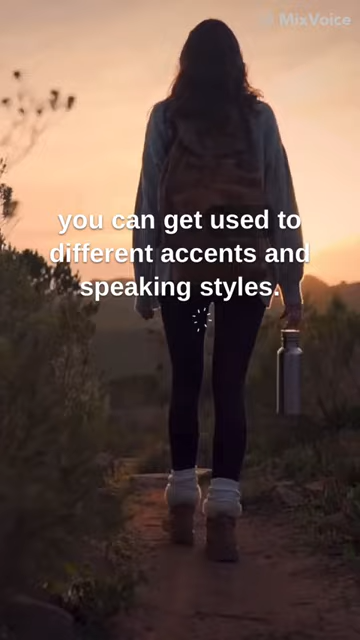 MixVoice
you can get used to
different accents and
speaking styles.